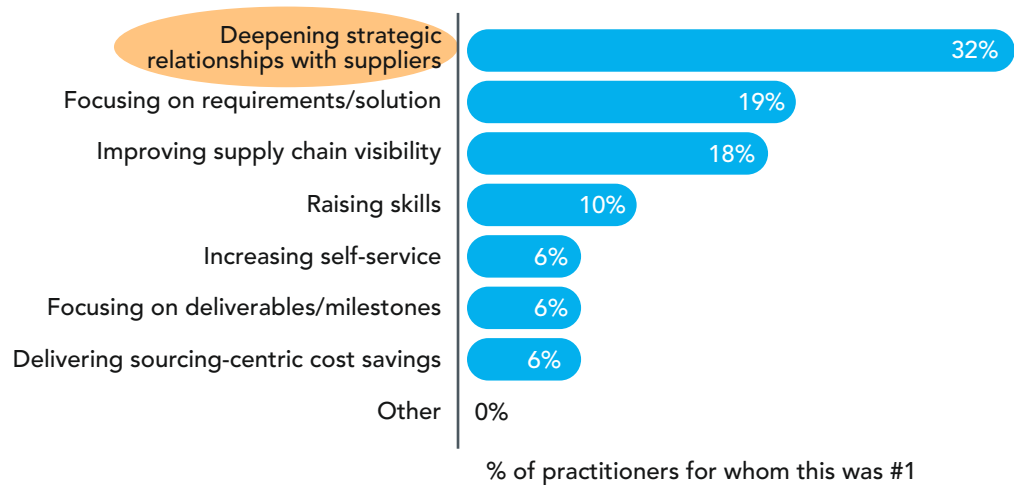 Deepening strategic
relationships with suppliers
32%
Focusing on requirements/solution
19%
Improving supply chain visibility
18%
Raising skills
10%
Increasing self-service
6%
Focusing on deliverables/milestones
6%
Delivering sourcing-centric cost savings
6%
Other
0%
% of practitioners for whom this was #1